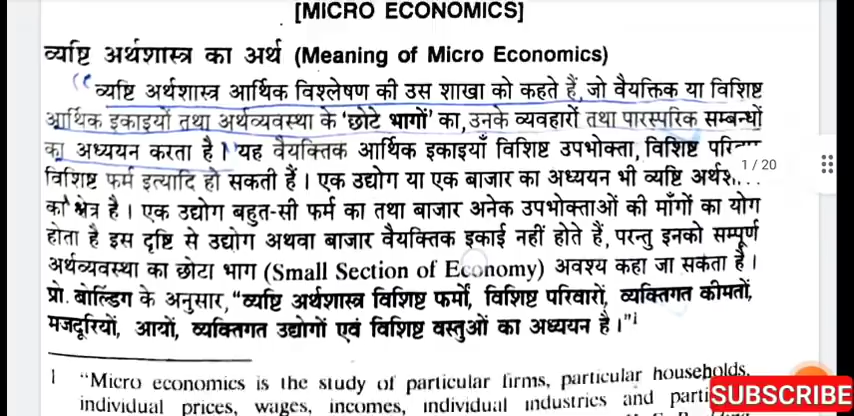 [MICRO ECONOMICS]
व्यष्टि अर्थशास्त्र का अर्थ (Meaning of Micro Economics)
व्यष्टि अर्थशास्त्र आर्थिक विश्लेषण की उस शाखा को कहते हैं, जो वैयक्तिक या विशिष्ट
आर्थिक इकाइयों तथा अर्थव्यवस्था के 'छोटे भागों' का, उनके व्यवहारों तथा पारस्परिक सम्बन्धों
का अध्ययन करता है। यह वैयक्तिक आर्थिक इकाइयाँ विशिष्ट उपभोक्ता, विशिष्ट
1 / 20
विशिष्ट फर्म इत्यादि हो सकती हैं। एक उद्योग या एक बाजार का अध्ययन भी व्यष्टि
का क्षेत्र है। एक उद्योग बहुत-सी फर्म का तथा बाजार अनेक उपभोक्ताओं की माँगों का योग
होता है इस दृष्टि से उद्योग अथवा बाजार वैयक्तिक इकाई नहीं होते हैं, परन्तु इनको सम्पूर्ण
अर्थव्यवस्था का छोटा भाग (Small Section of Economy) अवश्य कहा जा सकता है।
प्रो. बोल्डिंग के अनुसार, "व्यष्टि अर्थशास्त्र विशिष्ट फर्मों, विशिष्ट परिवारों, व्यक्तिगत कीमतों,
मजदूरियों, आयों, व्यक्तिगत उद्योगों एवं विशिष्ट वस्तुओं का अध्ययन है।"¹
1 "Micro economics is the study of particular firms, particular households,
individual prices, wages, incomes, individual industries and
SUBSCRIBE